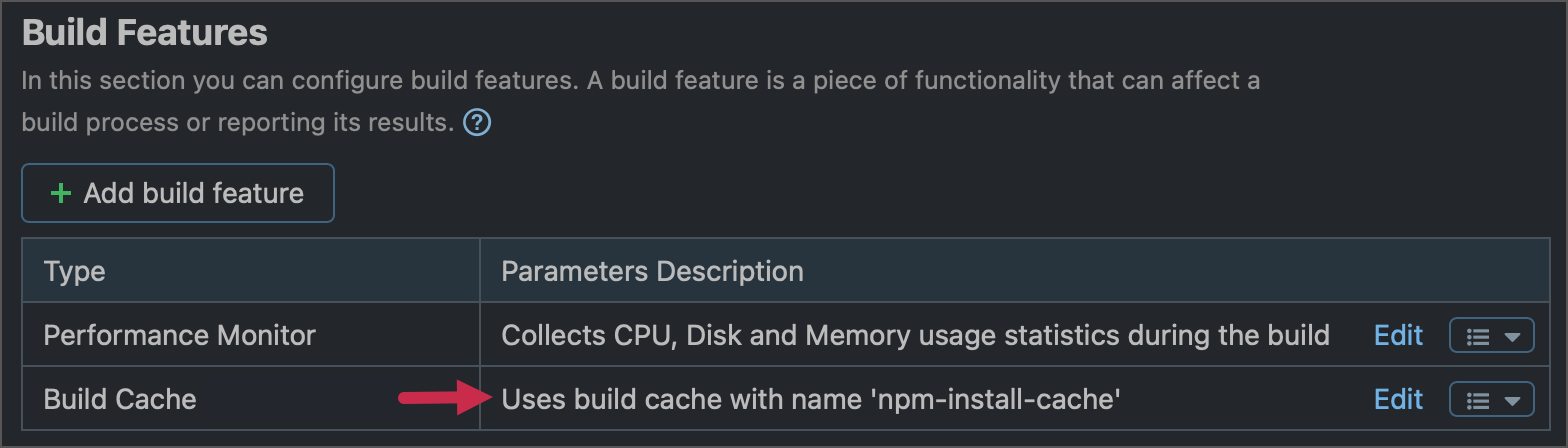 Build Features
In this section you can configure build features. A build feature is a piece of functionality that can affect a
build process or reporting its results. ?
+ Add build feature
Type Parameters Description
Performance Monitor Collects CPU, Disk and Memory usage statistics during the build Edit
Build Cache Uses build cache with name 'npm-install-cache' Edit